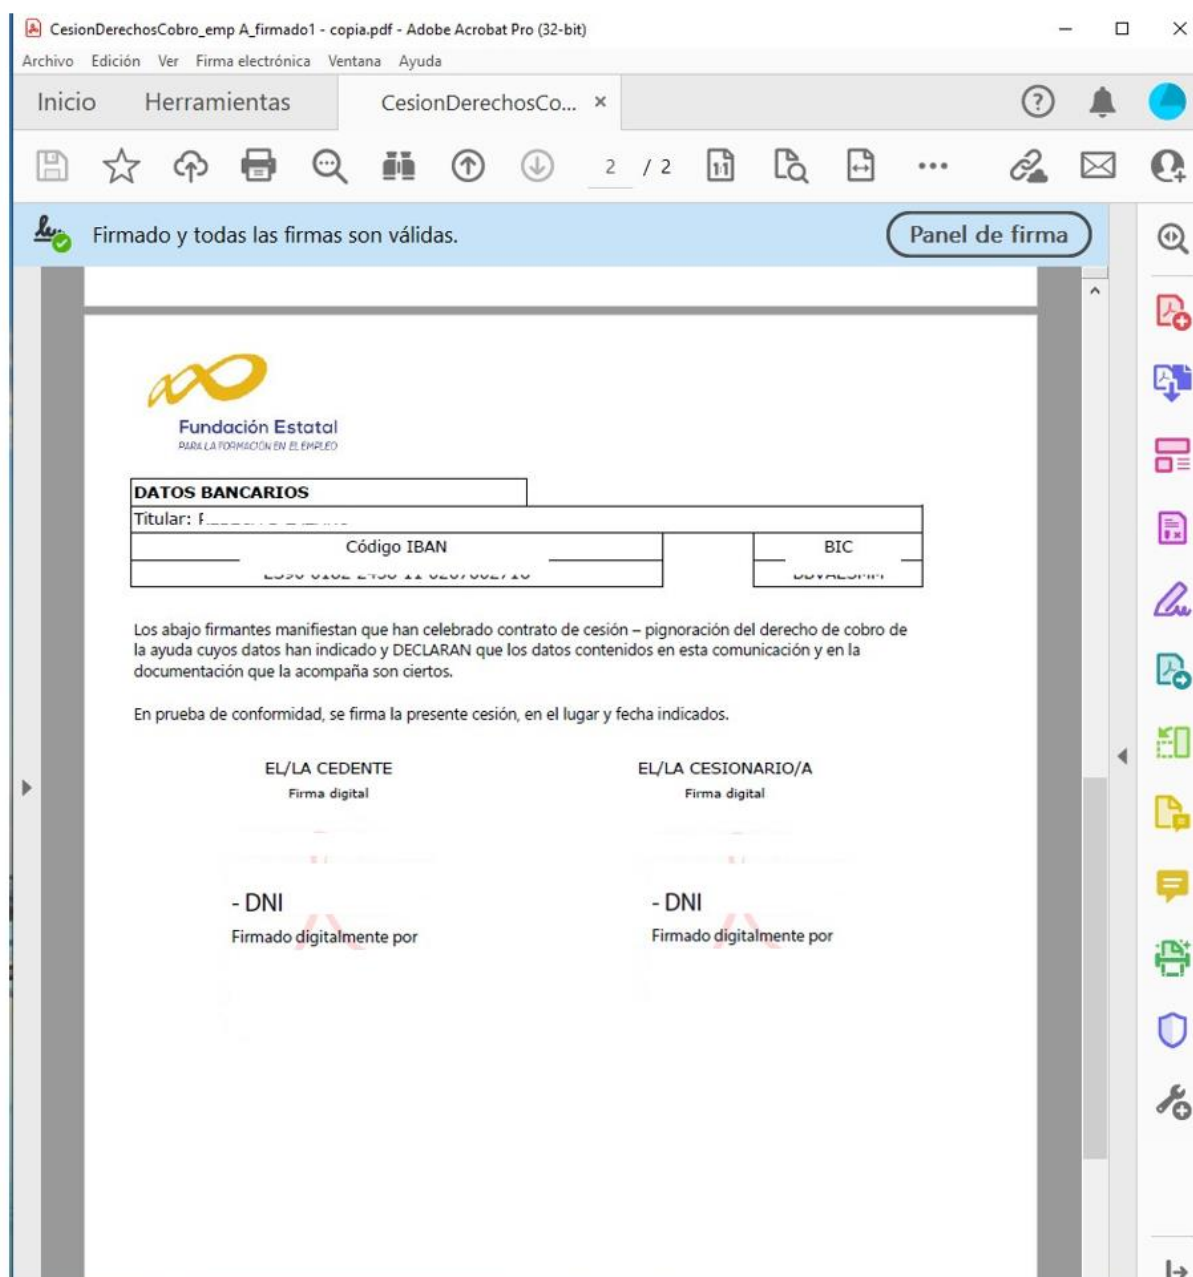 CesionDerechosCobro_emp A_firmado1 - copia.pdf - Adobe Acrobat Pro (32-bit)
Archivo Edición Ver Firma electrónica Ventana Ayuda
Inicio Herramientas CesionDerechosCo... ×
2 / 2
Firmado y todas las firmas son válidas. Panel de firma
Fundación Estatal
PARA LA FORMACIÓN EN EL EMPLEO
DATOS BANCARIOS
Titular:
Código IBAN BIC
Los abajo firmantes manifiestan que han celebrado contrato de cesión – pignoración del derecho de cobro de
la ayuda cuyos datos han indicado y DECLARAN que los datos contenidos en esta comunicación y en la
documentación que la acompaña son ciertos.
En prueba de conformidad, se firma la presente cesión, en el lugar y fecha indicados.
EL/LA CEDENTE EL/LA CESIONARIO/A
Firma digital Firma digital
- DNI - DNI
Firmado digitalmente por Firmado digitalmente por